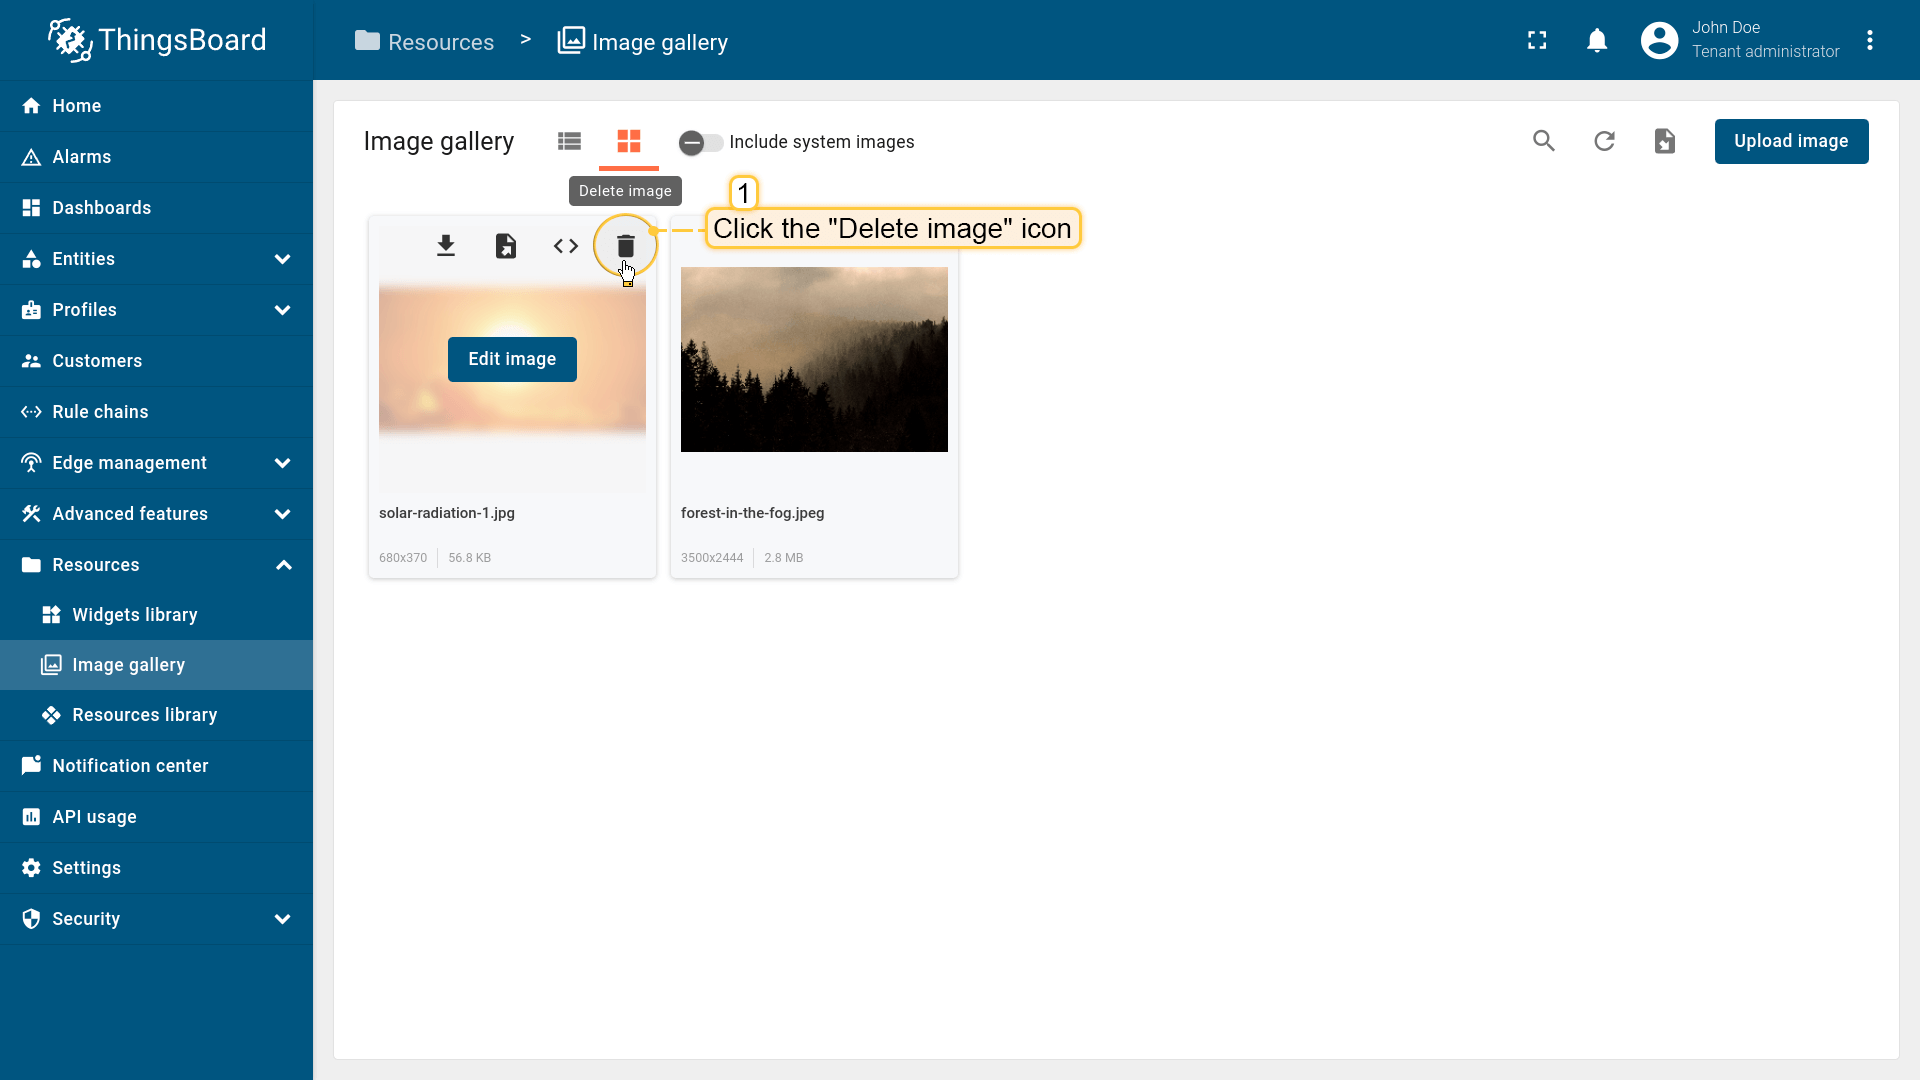 ThingsBoard
Resources > Image gallery
John Doe
Tenant administrator
Home
Alarms
Dashboards
Entities
Profiles
Customers
Rule chains
Edge management
Advanced features
Resources
Widgets library
Image gallery
Resources library
Notification center
API usage
Settings
Security
Image gallery
Include system images
Upload image
Delete image
1
Click the "Delete image" icon
Edit image
solar-radiation-1.jpg
680x370 56.8 KB
forest-in-the-fog.jpeg
3500x2444 2.8 MB